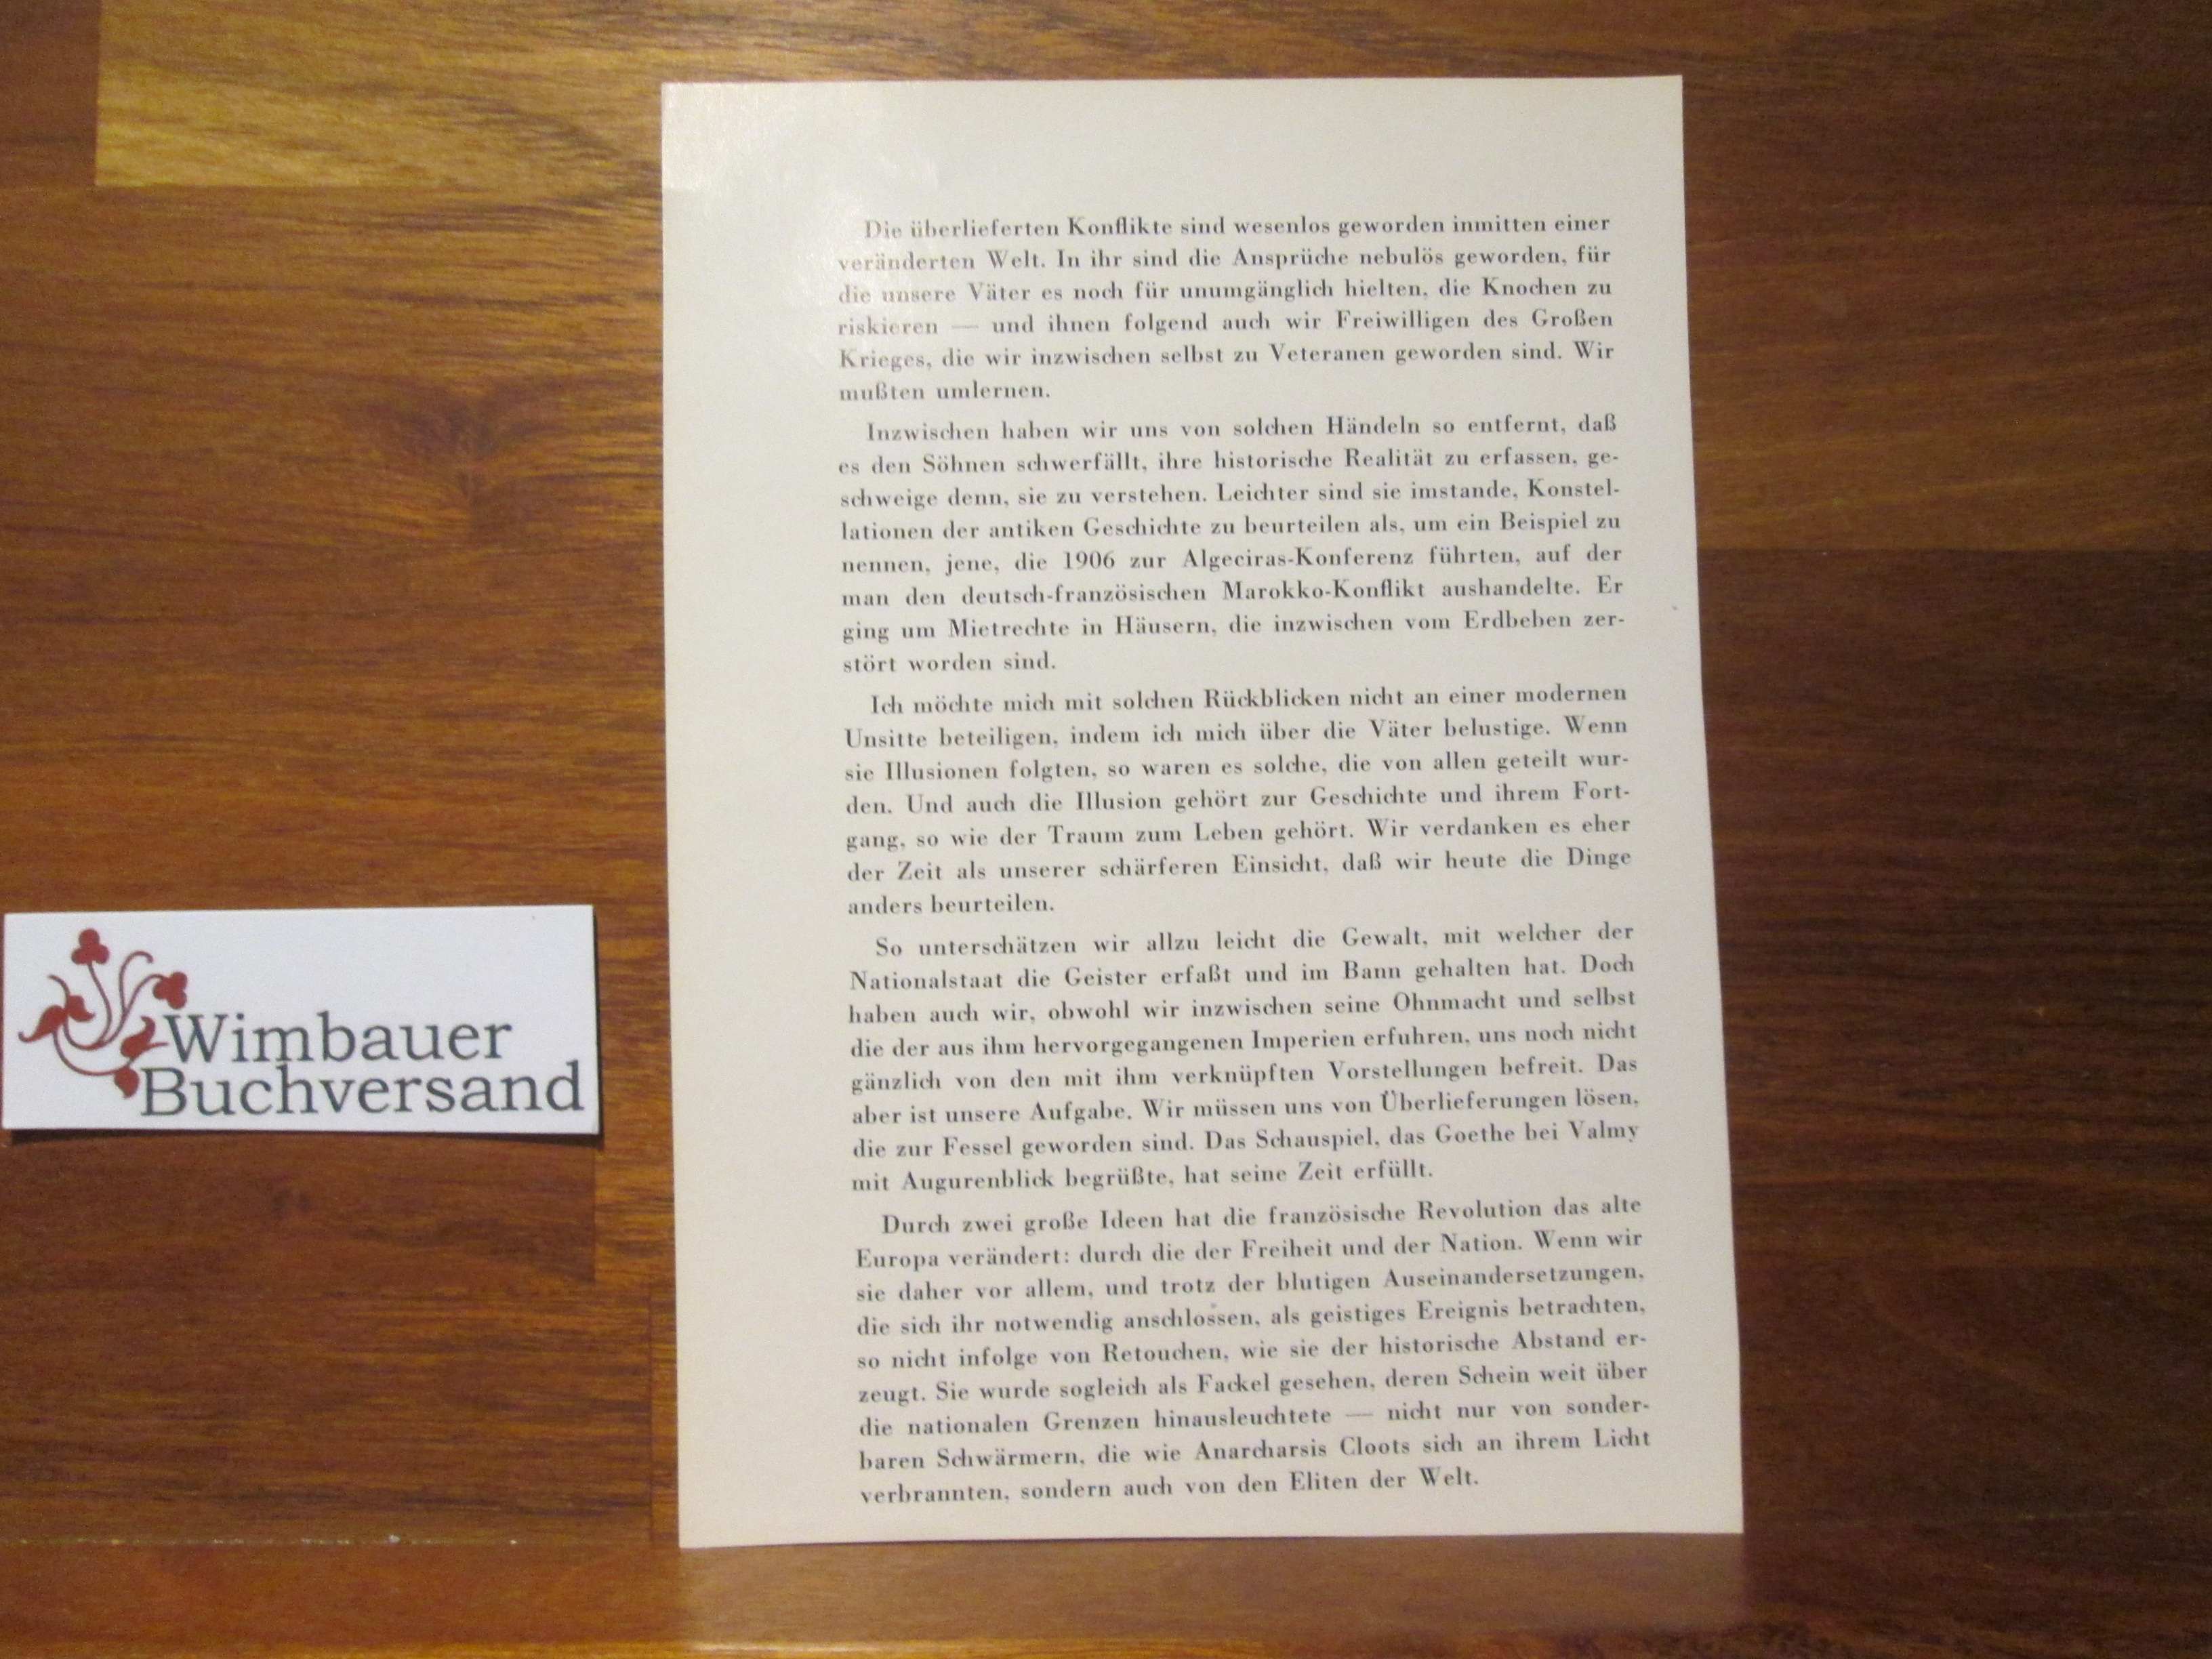 Die überlieferten Konflikte sind wesenlos geworden inmitten einer
veränderten Welt. In ihr sind die Ansprüche nebulös geworden, für
die unsere Väter es noch für unumgänglich hielten, die Knochen zu
riskieren — und ihnen folgend auch wir Freiwilligen des Großen
Krieges, die wir inzwischen selbst zu Veteranen geworden sind. Wir
mußten umlernen.
Inzwischen haben wir uns von solchen Händeln so entfernt, daß
es den Söhnen schwerfällt, ihre historische Realität zu erfassen, ge-
schweige denn, sie zu verstehen. Leichter sind sie imstande, Konstel-
lationen der antiken Geschichte zu beurteilen als, um ein Beispiel zu
nennen, jene, die 1906 zur Algeciras-Konferenz führten, auf der
man den deutsch-französischen Marokko-Konflikt aushandelte. Er
ging um Mietrechte in Häusern, die inzwischen vom Erdbeben zer-
stört worden sind.
Ich möchte mich mit solchen Rückblicken nicht an einer modernen
Unsitte beteiligen, indem ich mich über die Väter belustige. Wenn
sie Illusionen folgten, so waren es solche, die von allen geteilt wur-
den. Und auch die Illusion gehört zur Geschichte und ihrem Fort-
gang, so wie der Traum zum Leben gehört. Wir verdanken es eher
der Zeit als unserer schärferen Einsicht, daß wir heute die Dinge
anders beurteilen.
So unterschätzen wir allzu leicht die Gewalt, mit welcher der
Nationalstaat die Geister erfaßt und im Bann gehalten hat. Doch
haben auch wir, obwohl wir inzwischen seine Ohnmacht und selbst
die der aus ihm hervorgegangenen Imperien erfuhren, uns noch nicht
gänzlich von den mit ihm verknüpften Vorstellungen befreit. Das
aber ist unsere Aufgabe. Wir müssen uns von Überlieferungen lösen,
die zur Fessel geworden sind. Das Schauspiel, das Goethe bei Valmy
mit Augurenblick begrüßte, hat seine Zeit erfüllt.
Durch zwei große Ideen hat die französische Revolution das alte
Europa verändert: durch die der Freiheit und der Nation. Wenn wir
sie daher vor allem, und trotz der blutigen Auseinandersetzungen,
die sich ihr notwendig anschlossen, als geistiges Ereignis betrachten,
so nicht infolge von Retouchen, wie sie der historische Abstand er-
zeugt. Sie wurde sogleich als Fackel gesehen, deren Schein weit über
die nationalen Grenzen hinausleuchtete — nicht nur von sonder-
baren Schwärmern, die wie Anarcharsis Cloots sich an ihrem Licht
verbrannten, sondern auch von den Eliten der Welt.
Wimbauer
Buchversand